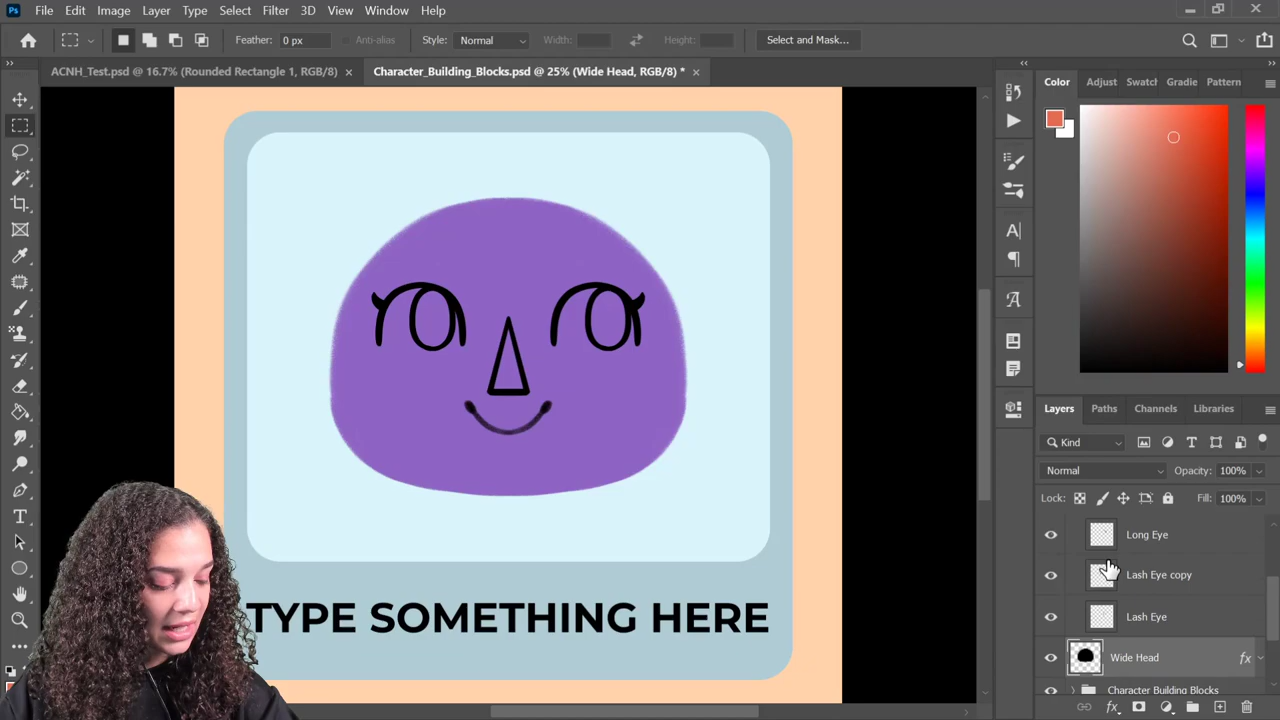 Ps File Edit Image Layer Type Select Filter 3D View Window Help
Feather: 0 px Anti-alias Style: Normal Width: Height: Select and Mask...
ACNH_Test.psd @ 16.7% (Rounded Rectangle 1, RGB/8) × Character_Building_Blocks.psd @ 25% (Wide Head, RGB/8) * ×
Color Adjust Swatch Gradie Pattern
Layers Paths Channels Libraries
Kind
Normal Opacity: 100%
Lock: Fill: 100%
Long Eye
Lash Eye copy
Lash Eye
Wide Head fx
Character Building Blocks
TYPE SOMETHING HERE